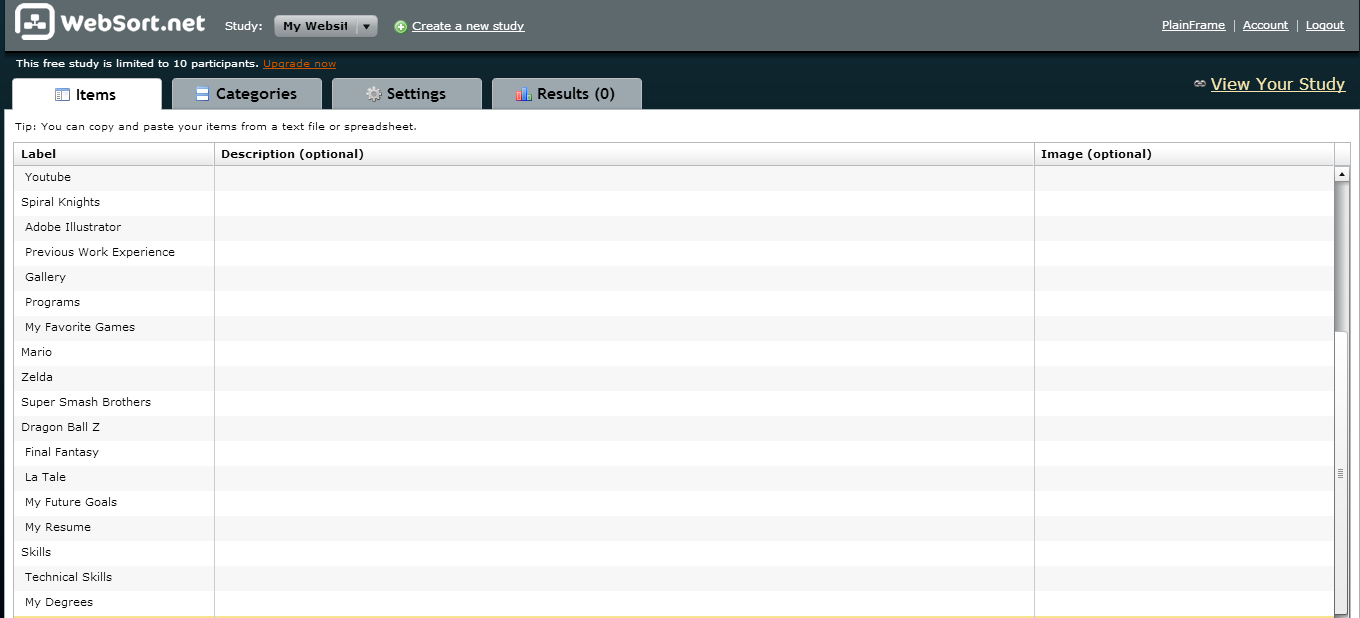 WebSort.net Study: My Websit Create a new study PlainFrame | Account | Logout
This free study is limited to 10 participants. Upgrade now
Items Categories Settings Results (0) View Your Study
Tip: You can copy and paste your items from a text file or spreadsheet.
Label Description (optional) Image (optional)
Youtube
Spiral Knights
Adobe Illustrator
Previous Work Experience
Gallery
Programs
My Favorite Games
Mario
Zelda
Super Smash Brothers
Dragon Ball Z
Final Fantasy
La Tale
My Future Goals
My Resume
Skills
Technical Skills
My Degrees